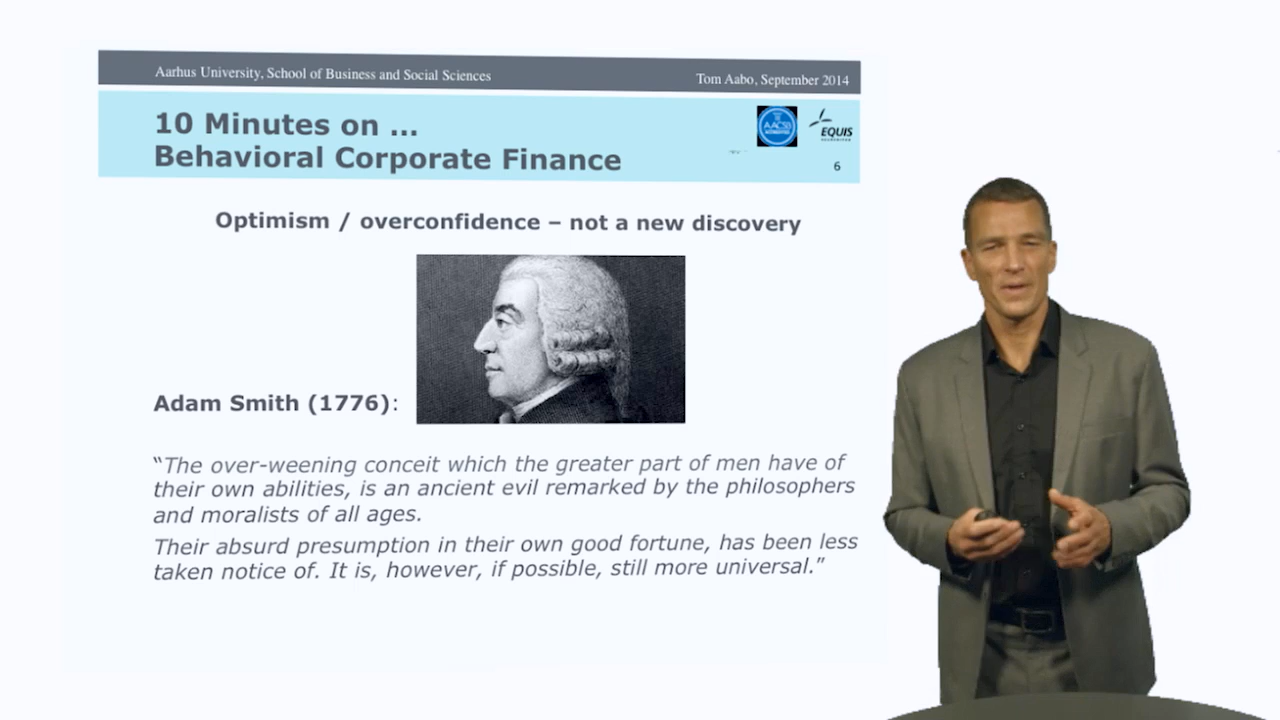 Aarhus University, School of Business and Social Sciences
Tom Aabo, September 2014
10 Minutes on ...
Behavioral Corporate Finance
AACSB
EQUIS
6
Optimism / overconfidence – not a new discovery
Adam Smith (1776):
“The over-weening conceit which the greater part of men have of
their own abilities, is an ancient evil remarked by the philosophers
and moralists of all ages.
Their absurd presumption in their own good fortune, has been less
taken notice of. It is, however, if possible, still more universal.”